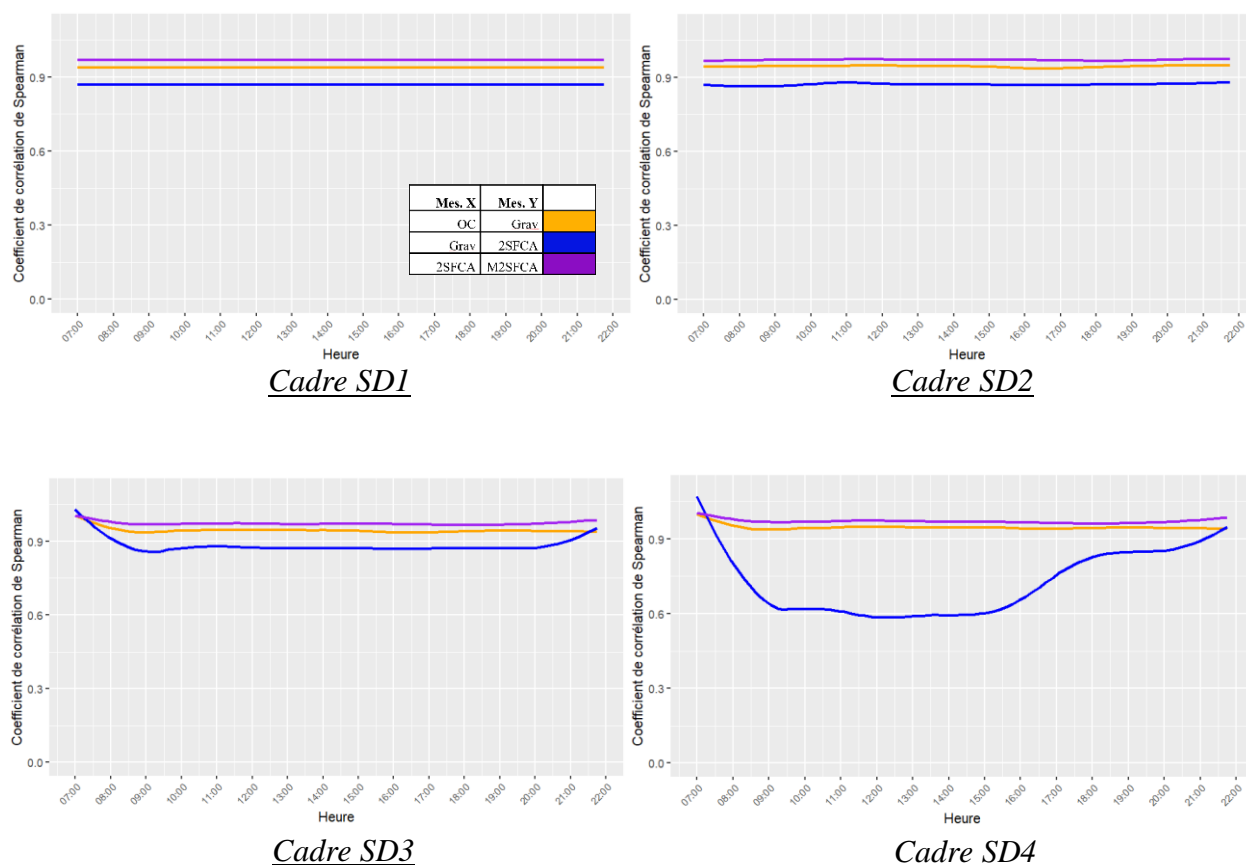 Coefficient de corrélation de Spearman
0.9
0.6
0.3
0.0
Mes. X Mes. Y
OC Grav
Grav 2SFCA
2SFCA M2SFCA
07:00 08:00 09:00 10:00 11:00 12:00 13:00 14:00 15:00 16:00 17:00 18:00 19:00 20:00 21:00 22:00
Heure
Cadre SD1
Coefficient de corrélation de Spearman
0.9
0.6
0.3
0.0
07:00 08:00 09:00 10:00 11:00 12:00 13:00 14:00 15:00 16:00 17:00 18:00 19:00 20:00 21:00 22:00
Heure
Cadre SD2
Coefficient de corrélation de Spearman
0.9
0.6
0.3
0.0
07:00 08:00 09:00 10:00 11:00 12:00 13:00 14:00 15:00 16:00 17:00 18:00 19:00 20:00 21:00 22:00
Heure
Cadre SD3
Coefficient de corrélation de Spearman
0.9
0.6
0.3
0.0
07:00 08:00 09:00 10:00 11:00 12:00 13:00 14:00 15:00 16:00 17:00 18:00 19:00 20:00 21:00 22:00
Heure
Cadre SD4